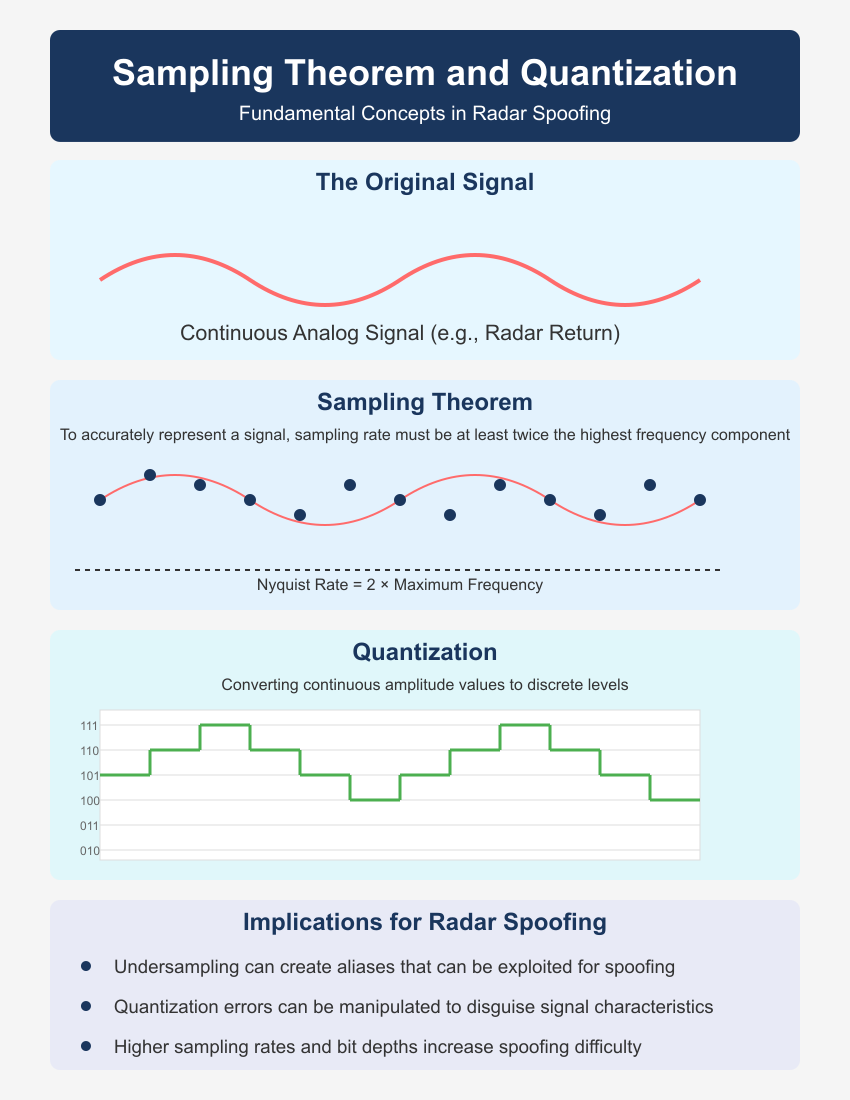 Sampling Theorem and Quantization
Fundamental Concepts in Radar Spoofing
The Original Signal
Continuous Analog Signal (e.g., Radar Return)
Sampling Theorem
To accurately represent a signal, sampling rate must be at least twice the highest frequency component
Nyquist Rate = 2 × Maximum Frequency
Quantization
Converting continuous amplitude values to discrete levels
111
110
101
100
011
010
Implications for Radar Spoofing
Undersampling can create aliases that can be exploited for spoofing
Quantization errors can be manipulated to disguise signal characteristics
Higher sampling rates and bit depths increase spoofing difficulty